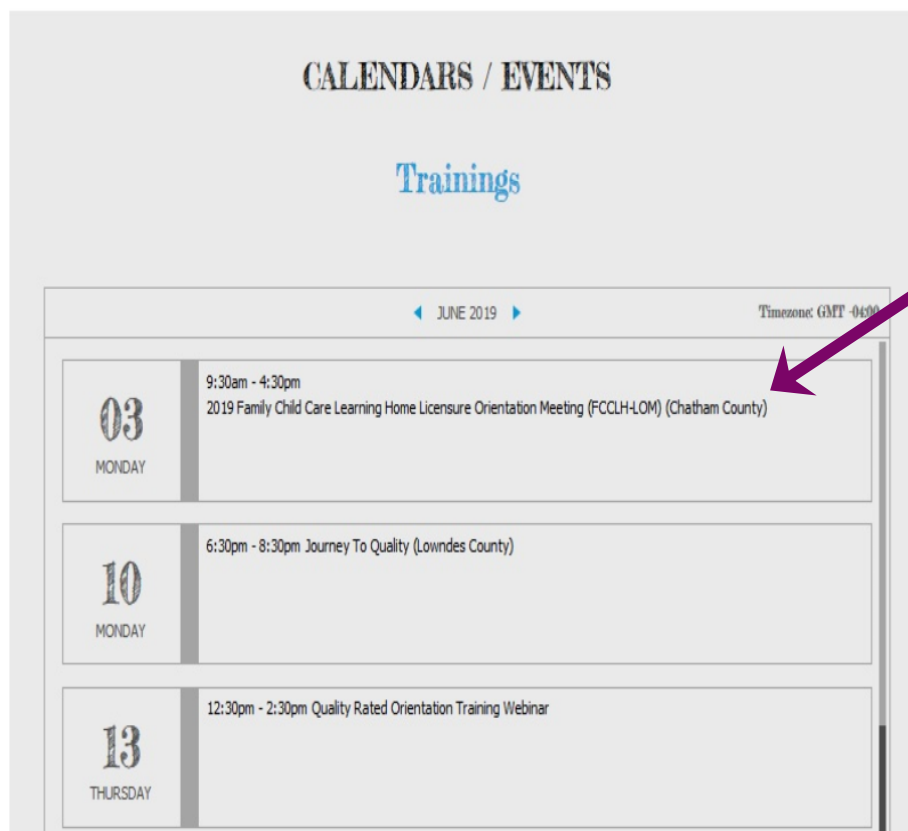 CALENDARS / EVENTS
Trainings
JUNE 2019
Timezone: GMT -04:00
03
MONDAY
9:30am - 4:30pm
2019 Family Child Care Learning Home Licensure Orientation Meeting (FCCLH-LOM) (Chatham County)
10
MONDAY
6:30pm - 8:30pm Journey To Quality (Lowndes County)
13
THURSDAY
12:30pm - 2:30pm Quality Rated Orientation Training Webinar